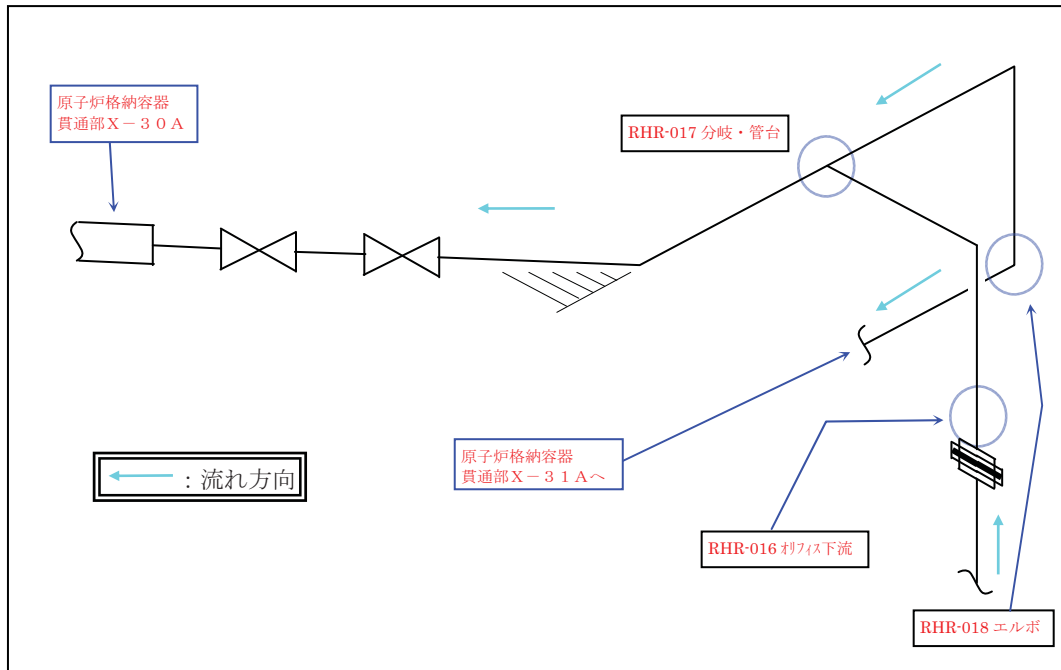 原子炉格納容器
貫通部X－30A
RHR-017 分岐・管台
原子炉格納容器
貫通部X－31Aへ
：流れ方向
RHR-016 ｵﾘﾌｨｽ下流
RHR-018 エルボ